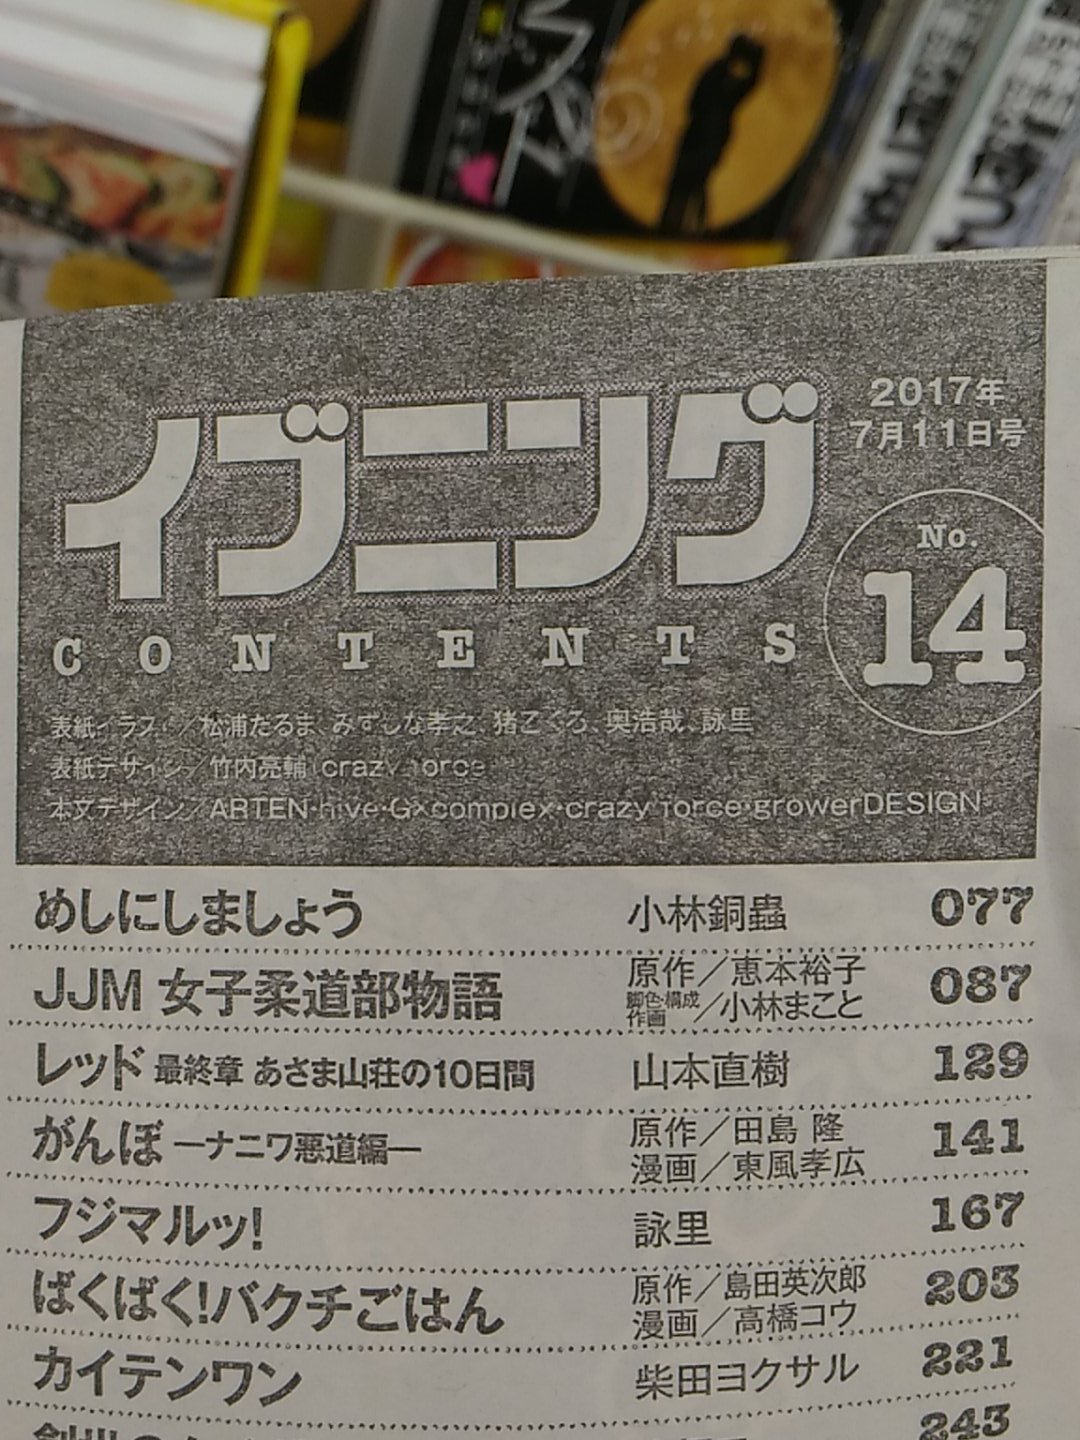 イブニング
2017年
7月11日号
No.
14
CONTENTS
表紙イラスト／松浦だるま、みずしな孝之、猪乙くろ、奥浩哉、詠里
表紙デザイン／竹内亮輔(crazy force)
本文デザイン／ARTEN・hive・G×complex・crazy force・growerDESIGN
めしにしましょう 小林銅蟲 077
JJM 女子柔道部物語 原作／恵本裕子 脚色・構成 作画／小林まこと 087
レッド 最終章 あさま山荘の10日間 山本直樹 129
がんぼ ―ナニワ悪道編― 原作／田島 隆 漫画／東風孝広 141
フジマルッ! 詠里 167
ばくばく!バクチごはん 原作／島田英次郎 漫画／高橋コウ 203
カイテンワン 柴田ヨクサル 221
243